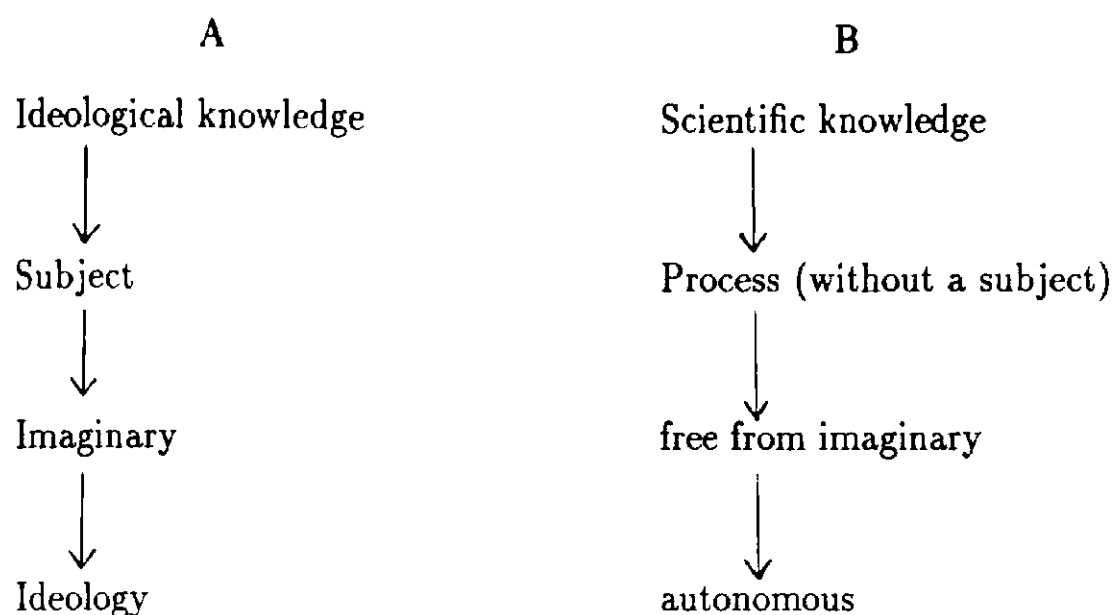 A
Ideological knowledge
Subject
Imaginary
Ideology
B
Scientific knowledge
Process (without a subject)
free from imaginary
autonomous